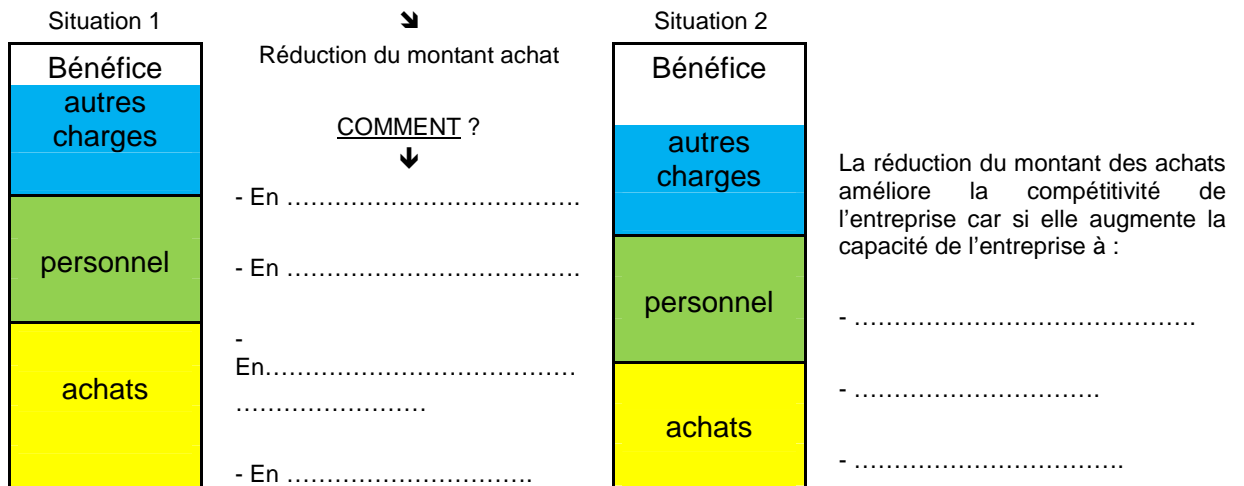 Situation 1
Bénéfice
autres
charges
personnel
achats
🡮
Réduction du montant achat
COMMENT ?
🡫
- En ……………………………….
- En ……………………………….
-
En…………………………………
……………………
- En ………………………….
Situation 2
Bénéfice
autres
charges
personnel
achats
La réduction du montant des achats
améliore la compétitivité de
l'entreprise car si elle augmente la
capacité de l'entreprise à :
- …………………………………….
- ………………………….
- …………………………….